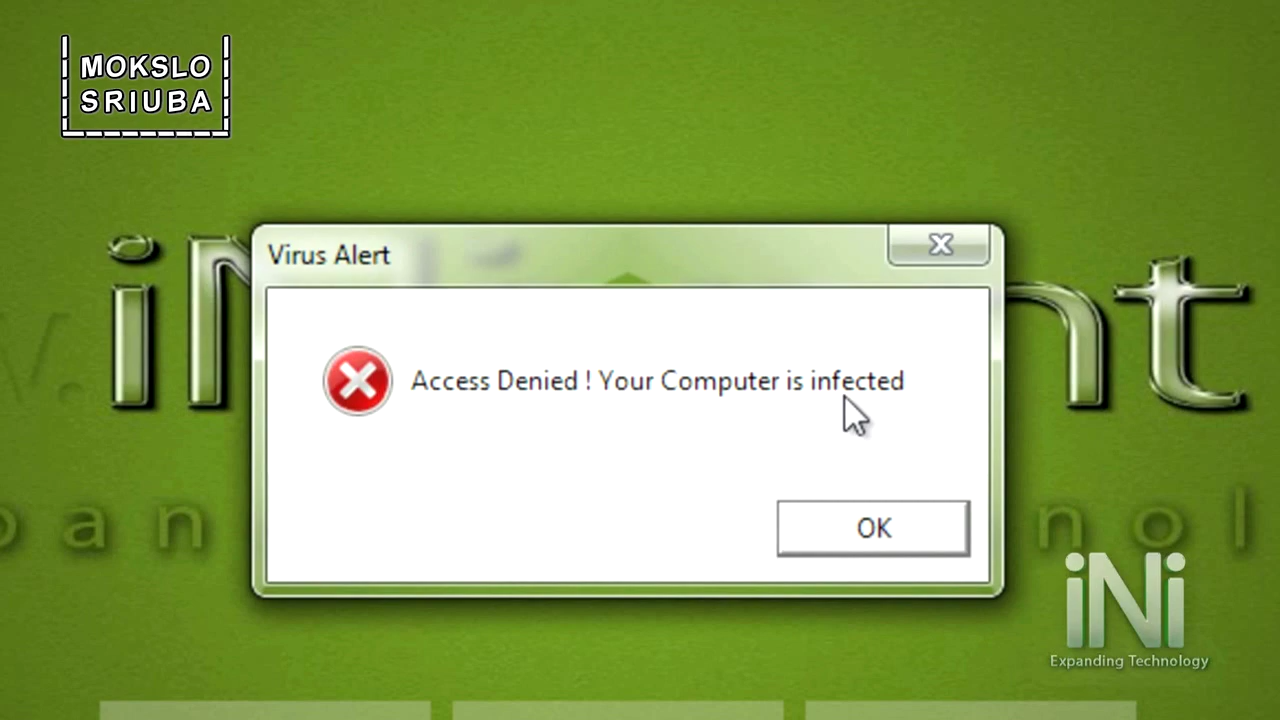 MOKSLO
SRIUBA
Virus Alert
Access Denied ! Your Computer is infected
OK
iNi
Expanding Technology